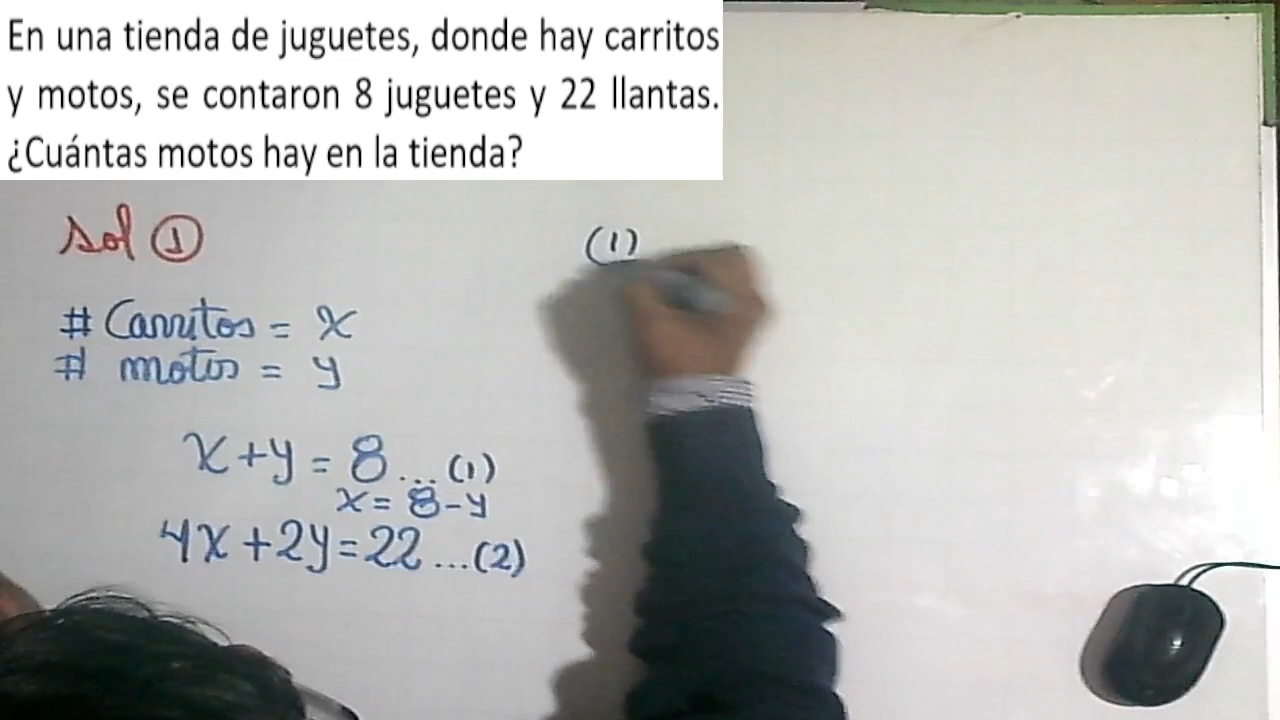 En una tienda de juguetes, donde hay carritos
y motos, se contaron 8 juguetes y 22 llantas.
¿Cuántas motos hay en la tienda?
Sol ①
# Carritos = x
# motos = y
x+y = 8 ... (1)
x = 8-y
4x+2y=22 ...(2)
(1)